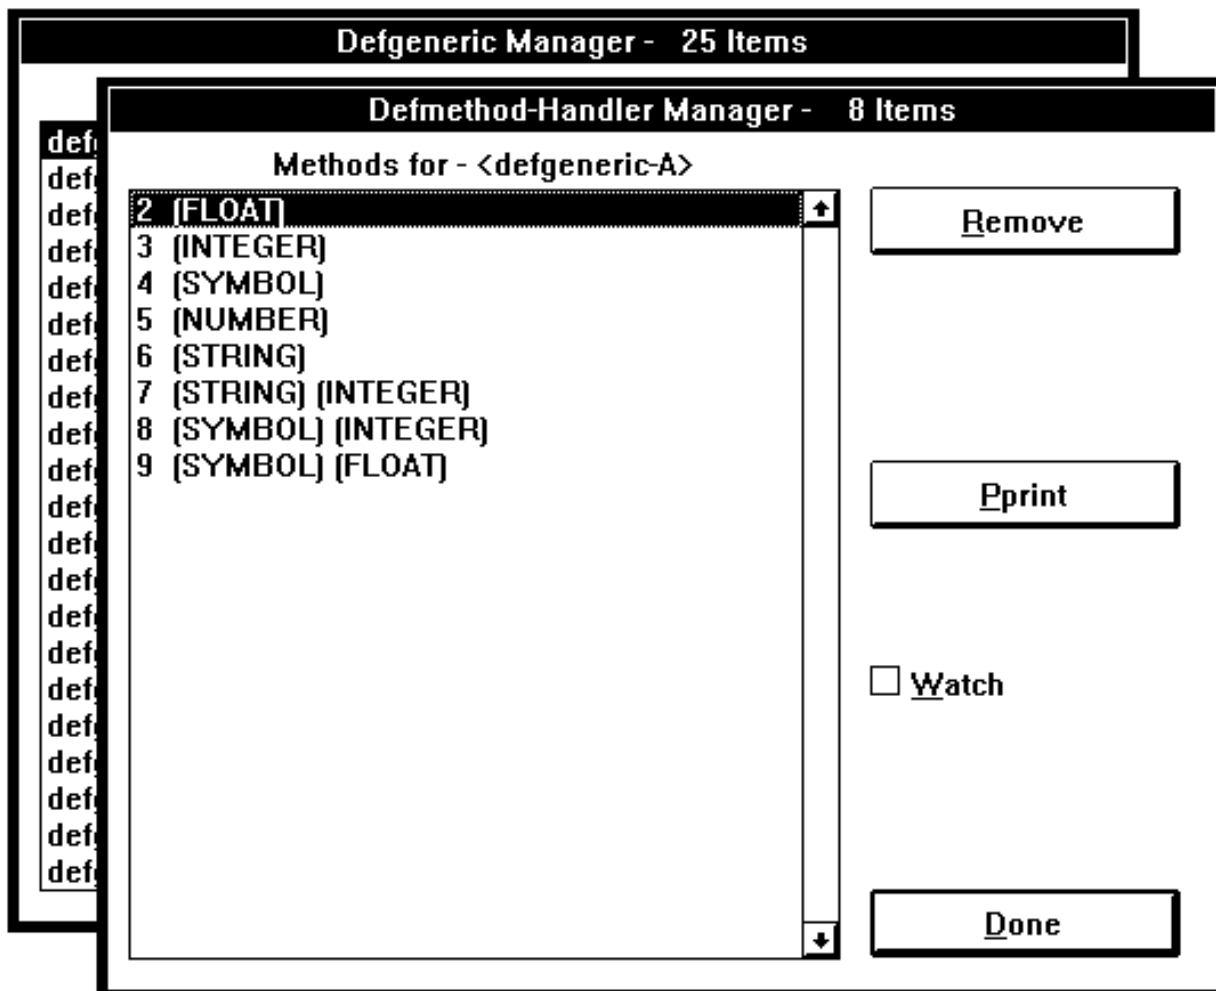 Defgeneric Manager - 25 Items
Defmethod-Handler Manager - 8 Items
Methods for - <defgeneric-A>
2 (FLOAT)
3 (INTEGER)
4 (SYMBOL)
5 (NUMBER)
6 (STRING)
7 (STRING) (INTEGER)
8 (SYMBOL) (INTEGER)
9 (SYMBOL) (FLOAT)
Remove
Pprint
Watch
Done